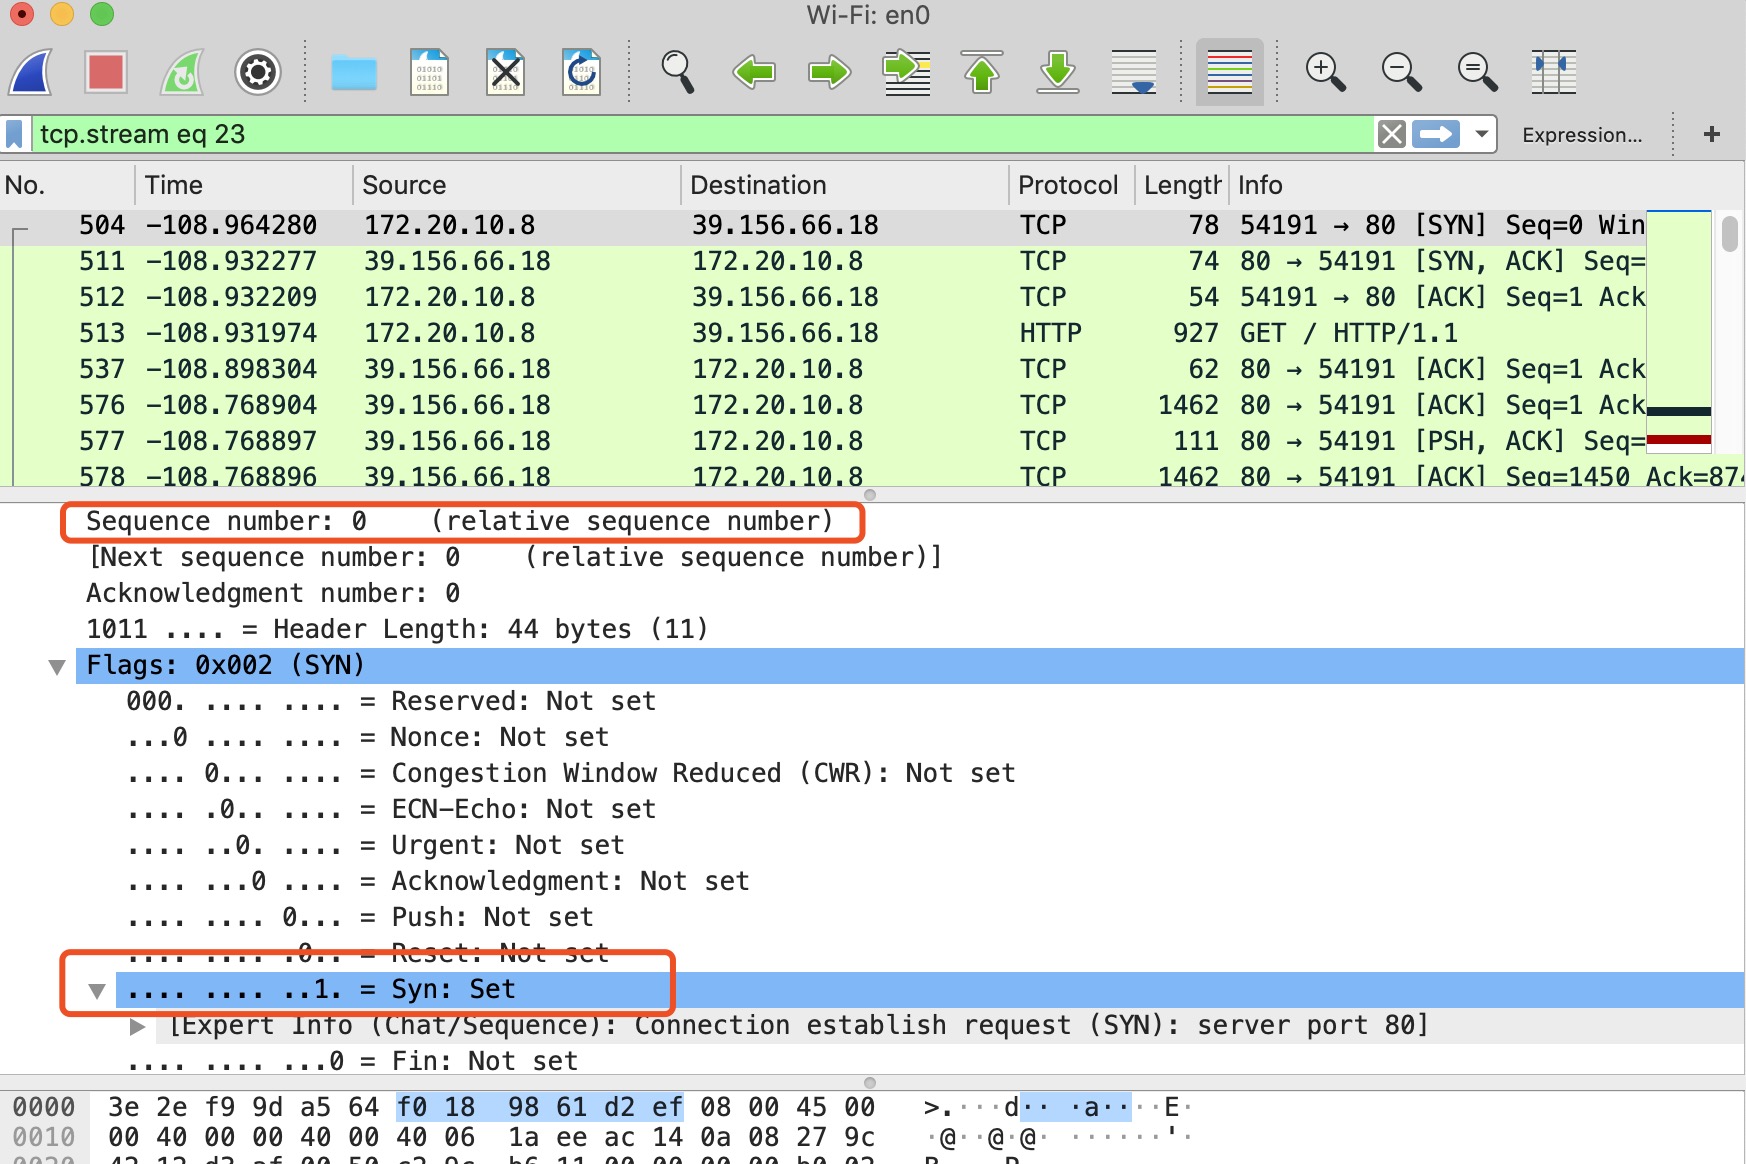 Wi-Fi: en0
tcp.stream eq 23
Expression...
+
No. Time Source Destination Protocol Length Info
504 -108.964280 172.20.10.8 39.156.66.18 TCP 78 54191 → 80 [SYN] Seq=0 Win
511 -108.932277 39.156.66.18 172.20.10.8 TCP 74 80 → 54191 [SYN, ACK] Seq=
512 -108.932209 172.20.10.8 39.156.66.18 TCP 54 54191 → 80 [ACK] Seq=1 Ack
513 -108.931974 172.20.10.8 39.156.66.18 HTTP 927 GET / HTTP/1.1
537 -108.898304 39.156.66.18 172.20.10.8 TCP 62 80 → 54191 [ACK] Seq=1 Ack
576 -108.768904 39.156.66.18 172.20.10.8 TCP 1462 80 → 54191 [ACK] Seq=1 Ack
577 -108.768897 39.156.66.18 172.20.10.8 TCP 111 80 → 54191 [PSH, ACK] Seq=
578 -108.768896 39.156.66.18 172.20.10.8 TCP 1462 80 → 54191 [ACK] Seq=1450 Ack=874
Sequence number: 0 (relative sequence number)
[Next sequence number: 0 (relative sequence number)]
Acknowledgment number: 0
1011 .... = Header Length: 44 bytes (11)
Flags: 0x002 (SYN)
000. .... .... = Reserved: Not set
...0 .... .... = Nonce: Not set
.... 0... .... = Congestion Window Reduced (CWR): Not set
.... .0.. .... = ECN-Echo: Not set
.... ..0. .... = Urgent: Not set
.... ...0 .... = Acknowledgment: Not set
.... .... 0... = Push: Not set
.... .... .0.. = Reset: Not set
.... .... ..1. = Syn: Set
[Expert Info (Chat/Sequence): Connection establish request (SYN): server port 80]
.... .... ...0 = Fin: Not set
0000 3e 2e f9 9d a5 64 f0 18 98 61 d2 ef 08 00 45 00 >.···d·· ·a····E·
0010 00 40 00 00 40 00 40 06 1a ee ac 14 0a 08 27 9c ·@··@·@· ······'·